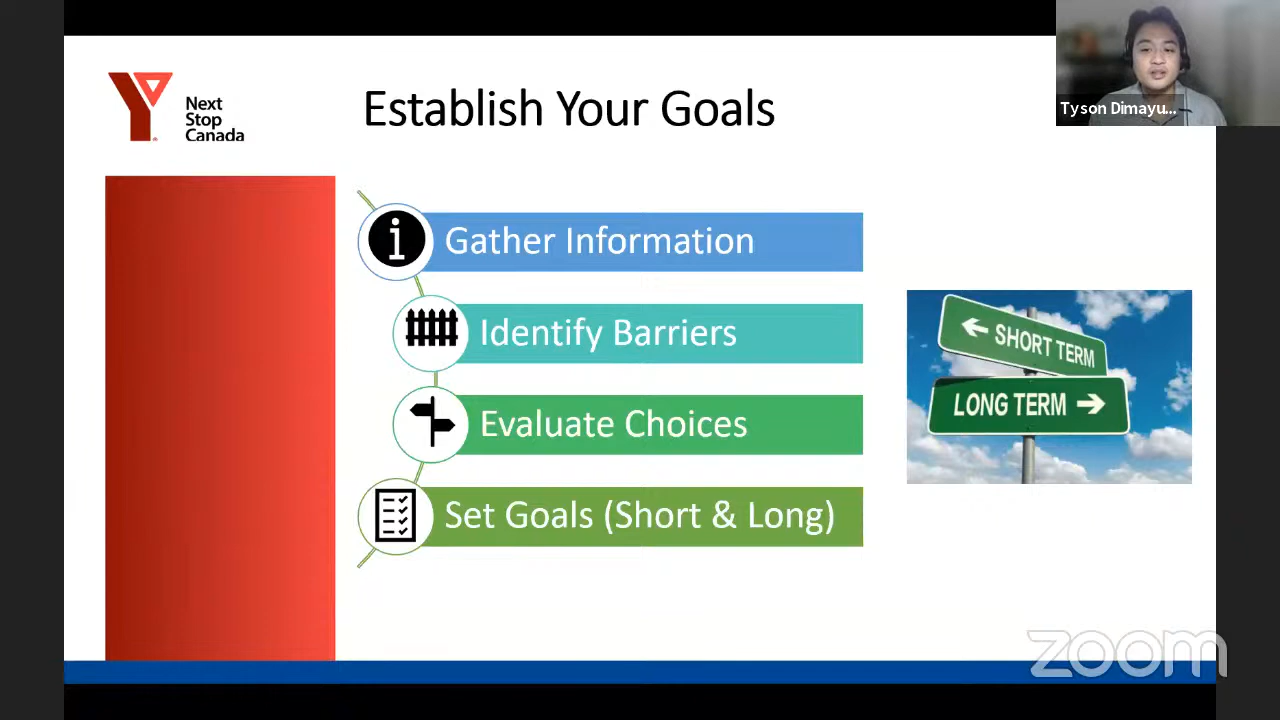 Next
Stop
Canada
Establish Your Goals
Tyson Dimayu...
Gather Information
Identify Barriers
Evaluate Choices
Set Goals (Short & Long)
SHORT TERM
LONG TERM
zoom